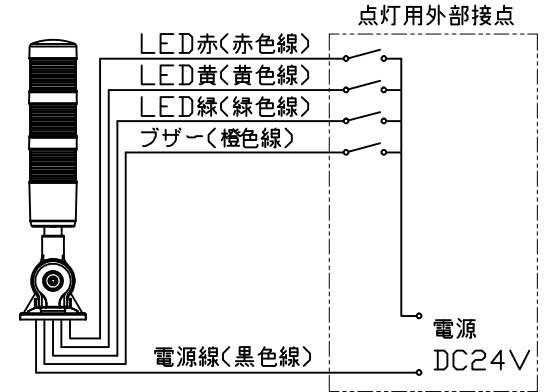 点灯用外部接点
LED赤(赤色線)
LED黄(黄色線)
LED緑(緑色線)
ブザー(橙色線)
電源線(黒色線)
電源
DC24V